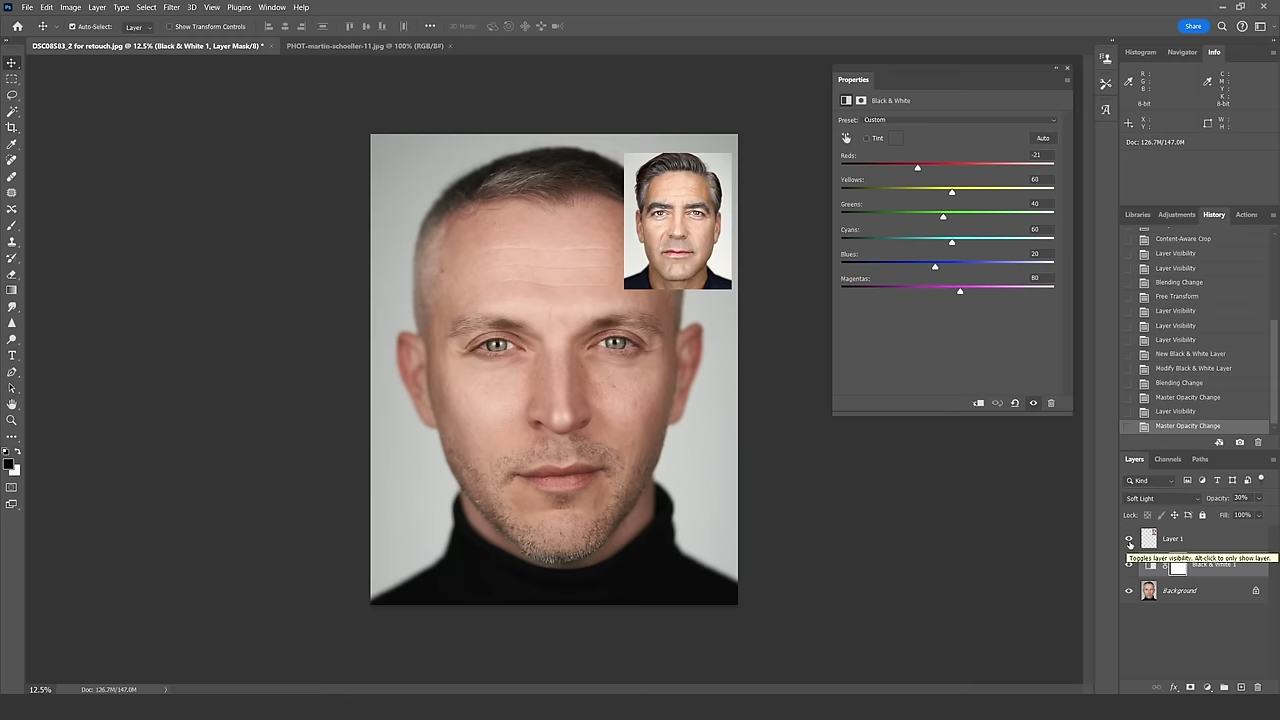 Ps File Edit Image Layer Type Select Filter 3D View Plugins Window Help
Auto-Select: Layer Show Transform Controls ••• 3D Mode: Share
DSC08583_2 for retouch.jpg @ 12.5% (Black & White 1, Layer Mask/8) * × PHOT-martin-schoeller-11.jpg @ 100% (RGB/8#) ×
Properties
Black & White
Preset: Custom
Tint Auto
Reds: -21
Yellows: 60
Greens: 40
Cyans: 60
Blues: 20
Magentas: 80
Histogram Navigator Info
R : C :
G : M :
B : Y :
K :
8-bit 8-bit
X : W :
Y : H :
Doc: 126.7M/147.0M
Libraries Adjustments History Actions
Content-Aware Crop
Layer Visibility
Layer Visibility
Blending Change
Free Transform
Layer Visibility
Layer Visibility
Layer Visibility
New Black & White Layer
Modify Black & White Layer
Blending Change
Master Opacity Change
Layer Visibility
Master Opacity Change
Layers Channels Paths
Kind
Soft Light Opacity: 30%
Lock: Fill: 100%
Layer 1
Toggles layer visibility. Alt-click to only show layer.
Black & White 1
Background
12.5% Doc: 126.7M/147.0M